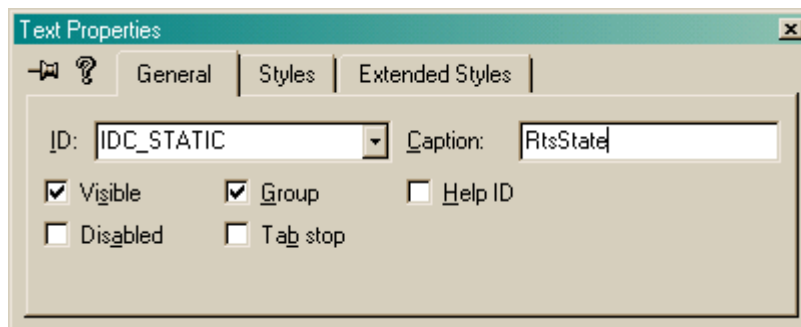 Text Properties
General Styles Extended Styles
ID: IDC_STATIC Caption: RtsState
Visible Group Help ID
Disabled Tab stop